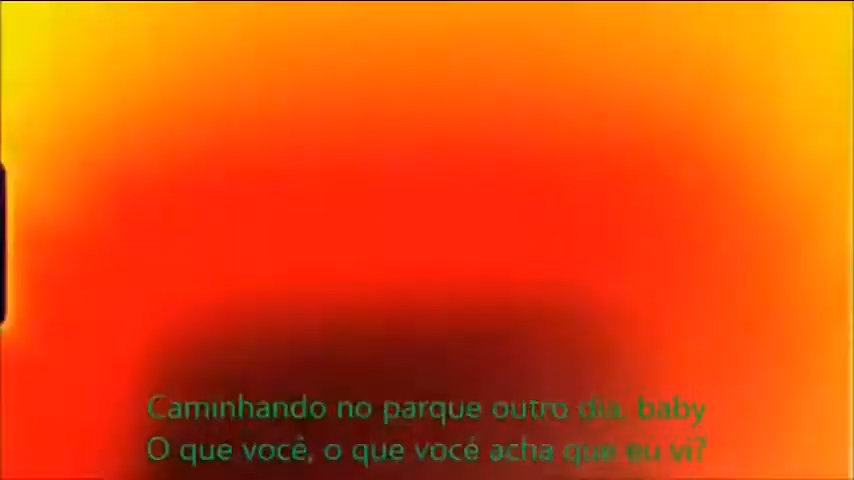 Caminhando no parque outro dia, baby
O que você, o que você acha que eu vi?